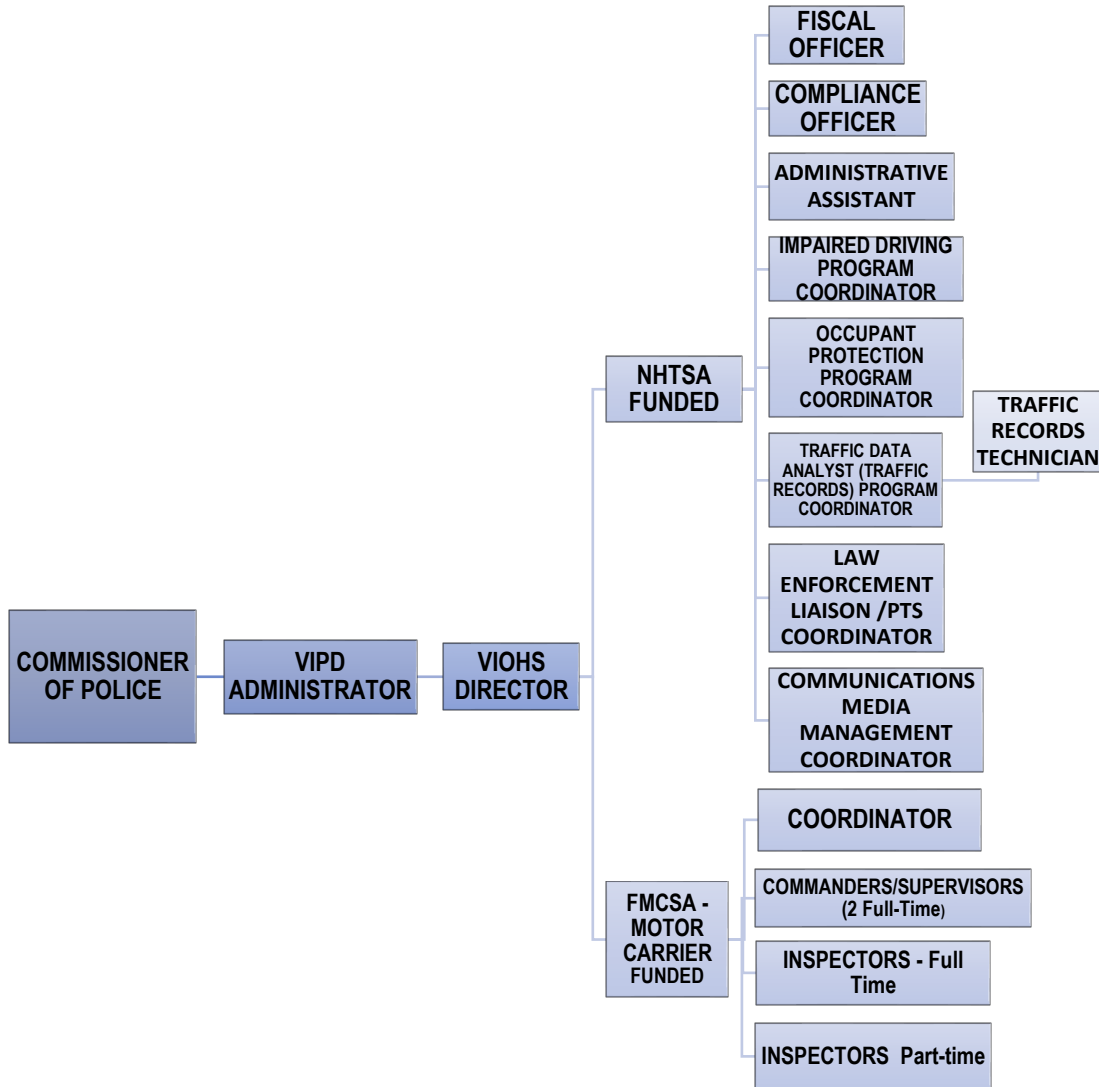 FISCAL
OFFICER
COMPLIANCE
OFFICER
ADMINISTRATIVE
ASSISTANT
IMPAIRED DRIVING
PROGRAM
COORDINATOR
OCCUPANT
PROTECTION
PROGRAM
COORDINATOR
NHTSA
FUNDED
TRAFFIC
RECORDS
TECHNICIAN
TRAFFIC DATA
ANALYST (TRAFFIC
RECORDS) PROGRAM
COORDINATOR
LAW
ENFORCEMENT
LIAISON /PTS
COORDINATOR
COMMISSIONER
OF POLICE
VIPD
ADMINISTRATOR
VIOHS
DIRECTOR
COMMUNICATIONS
MEDIA
MANAGEMENT
COORDINATOR
COORDINATOR
COMMANDERS/SUPERVISORS
(2 Full-Time)
FMCSA -
MOTOR
CARRIER
FUNDED
INSPECTORS - Full
Time
INSPECTORS Part-time